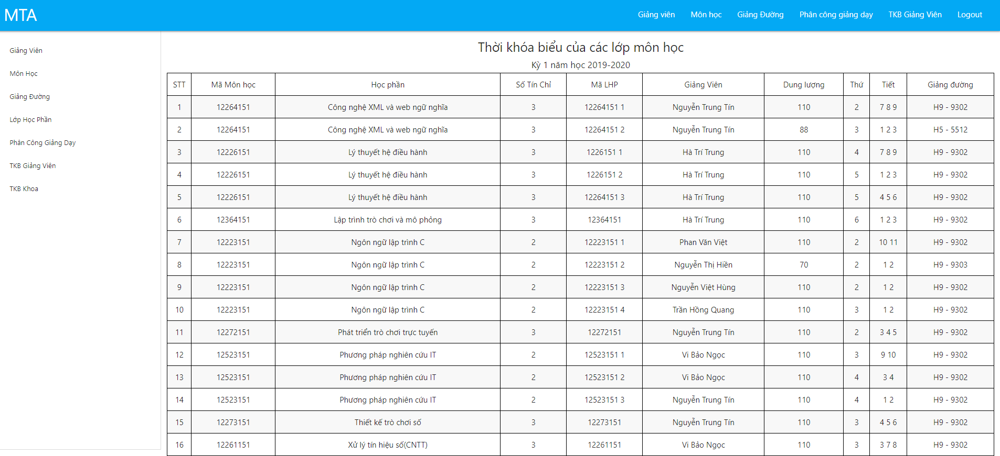 MTA
Giảng viên Môn học Giảng Đường Phân công giảng dạy TKB Giảng Viên Logout
Giảng Viên
Môn Học
Giảng Đường
Lớp Học Phần
Phân Công Giảng Dạy
TKB Giảng Viên
TKB Khoa
Thời khóa biểu của các lớp môn học
Kỳ 1 năm học 2019-2020
STT Mã Môn học Học phần Số Tín Chỉ Mã LHP Giảng Viên Dung lượng Thứ Tiết Giảng đường
1 12264151 Công nghệ XML và web ngữ nghĩa 3 12264151 1 Nguyễn Trung Tín 110 2 7 8 9 H9 - 9302
2 12264151 Công nghệ XML và web ngữ nghĩa 3 12264151 2 Nguyễn Trung Tín 88 3 1 2 3 H5 - 5512
3 12226151 Lý thuyết hệ điều hành 3 1226151 1 Hà Trí Trung 110 4 7 8 9 H9 - 9302
4 12226151 Lý thuyết hệ điều hành 3 1226151 2 Hà Trí Trung 110 5 1 2 3 H9 - 9302
5 12226151 Lý thuyết hệ điều hành 3 12264151 3 Hà Trí Trung 110 5 4 5 6 H9 - 9302
6 12364151 Lập trình trò chơi và mô phỏng 3 12364151 Hà Trí Trung 110 6 1 2 3 H9 - 9302
7 12223151 Ngôn ngữ lập trình C 2 12223151 1 Phan Văn Việt 110 2 10 11 H9 - 9302
8 12223151 Ngôn ngữ lập trình C 2 12223151 2 Nguyễn Thị Hiền 70 2 1 2 H9 - 9303
9 12223151 Ngôn ngữ lập trình C 2 12223151 3 Nguyễn Việt Hùng 110 2 1 2 H9 - 9302
10 12223151 Ngôn ngữ lập trình C 2 12223151 4 Trần Hồng Quang 110 3 1 2 H9 - 9302
11 12272151 Phát triển trò chơi trực tuyến 3 12272151 Nguyễn Trung Tín 110 2 3 4 5 H9 - 9302
12 12523151 Phương pháp nghiên cứu IT 2 12523151 1 Vi Bảo Ngọc 110 3 9 10 H9 - 9302
13 12523151 Phương pháp nghiên cứu IT 2 12523151 2 Vi Bảo Ngọc 110 4 3 4 H9 - 9302
14 12523151 Phương pháp nghiên cứu IT 2 12523151 3 Nguyễn Trung Tín 110 4 1 2 H9 - 9302
15 12273151 Thiết kế trò chơi số 3 12273151 Nguyễn Trung Tín 110 3 4 5 6 H9 - 9302
16 12261151 Xử lý tín hiệu số(CNTT) 3 12261151 Vi Bảo Ngọc 110 3 3 7 8 H9 - 9302